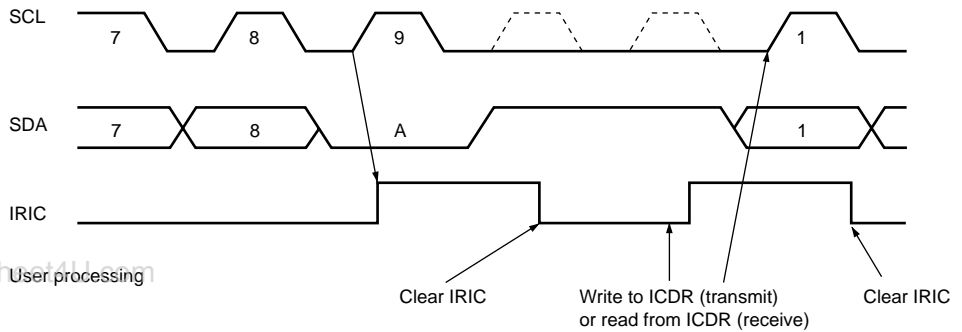 SCL
7 8 9 1
SDA
7 8 A 1
IRIC
User processing
Clear IRIC
Write to ICDR (transmit)
or read from ICDR (receive)
Clear IRIC